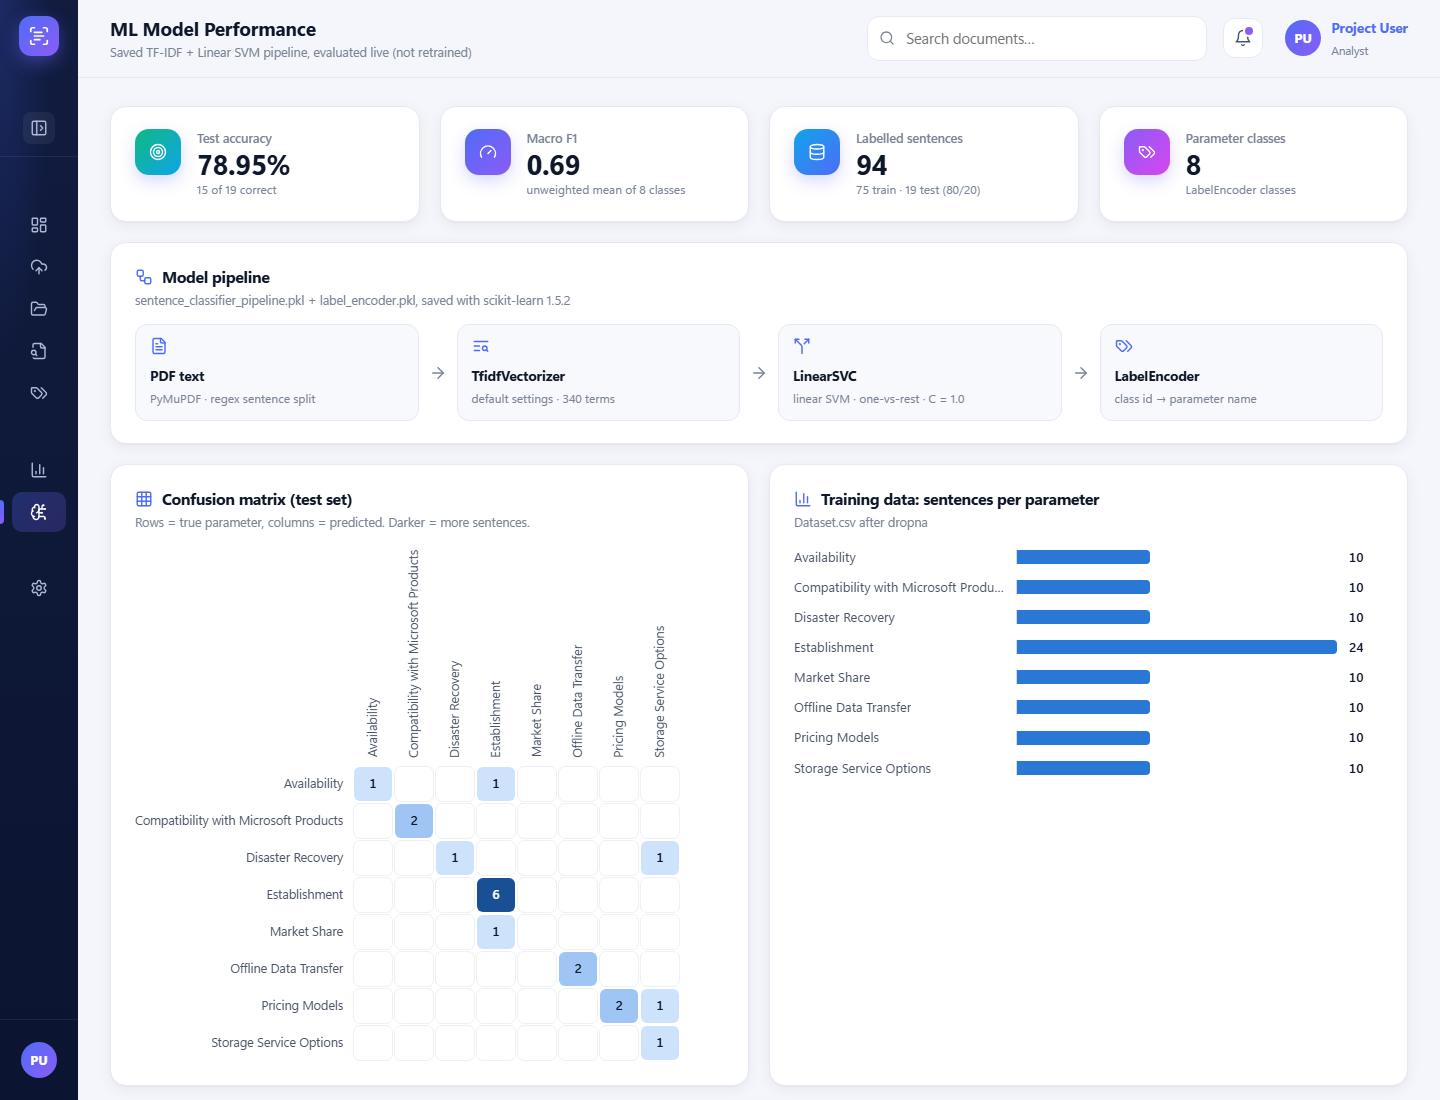 ML Model Performance
Saved TF-IDF + Linear SVM pipeline, evaluated live (not retrained)
Search documents...
PU
Project User
Analyst
Test accuracy
78.95%
15 of 19 correct
Macro F1
0.69
unweighted mean of 8 classes
Labelled sentences
94
75 train · 19 test (80/20)
Parameter classes
8
LabelEncoder classes
Model pipeline
sentence_classifier_pipeline.pkl + label_encoder.pkl, saved with scikit-learn 1.5.2
PDF text
PyMuPDF · regex sentence split
TfidfVectorizer
default settings · 340 terms
LinearSVC
linear SVM · one-vs-rest · C = 1.0
LabelEncoder
class id → parameter name
Confusion matrix (test set)
Rows = true parameter, columns = predicted. Darker = more sentences.
Availability
Compatibility with Microsoft Products
Disaster Recovery
Establishment
Market Share
Offline Data Transfer
Pricing Models
Storage Service Options
Availability 1 1
Compatibility with Microsoft Products 2
Disaster Recovery 1 1
Establishment 6
Market Share 1
Offline Data Transfer 2
Pricing Models 2 1
Storage Service Options 1
Training data: sentences per parameter
Dataset.csv after dropna
Availability 10
Compatibility with Microsoft Produ... 10
Disaster Recovery 10
Establishment 24
Market Share 10
Offline Data Transfer 10
Pricing Models 10
Storage Service Options 10
PU